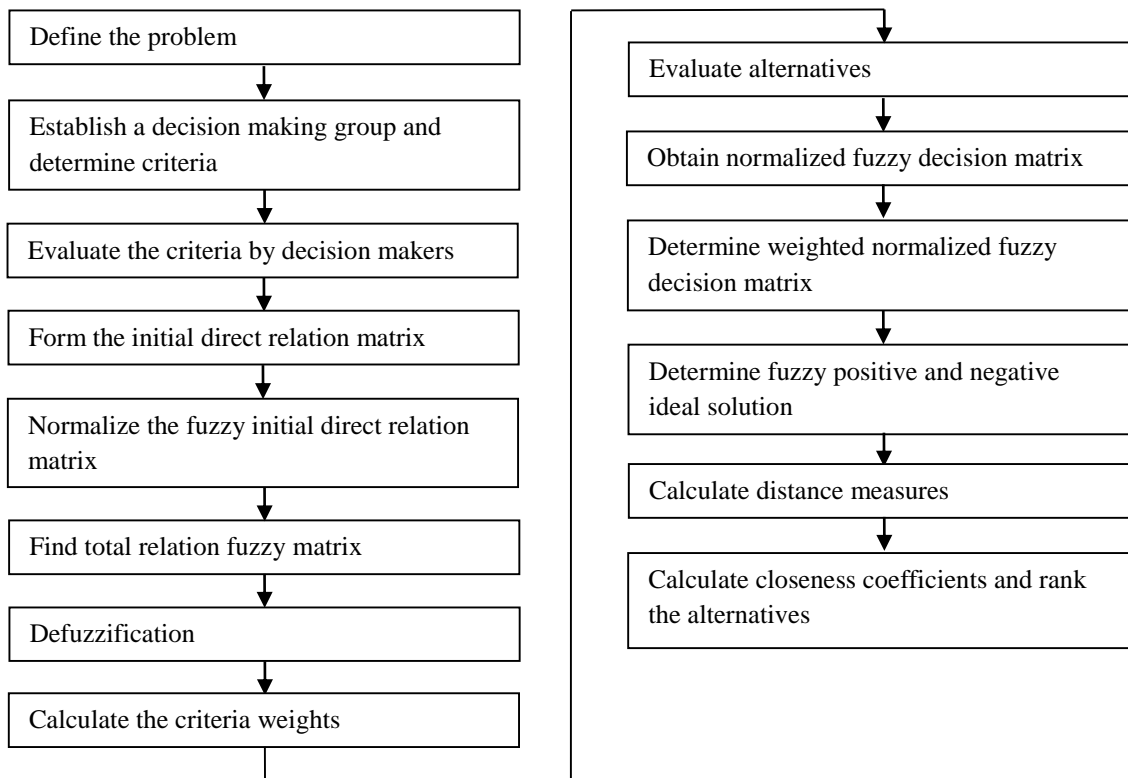 Define the problem
Establish a decision making group and
determine criteria
Evaluate the criteria by decision makers
Form the initial direct relation matrix
Normalize the fuzzy initial direct relation
matrix
Find total relation fuzzy matrix
Defuzzification
Calculate the criteria weights
Evaluate alternatives
Obtain normalized fuzzy decision matrix
Determine weighted normalized fuzzy
decision matrix
Determine fuzzy positive and negative
ideal solution
Calculate distance measures
Calculate closeness coefficients and rank
the alternatives